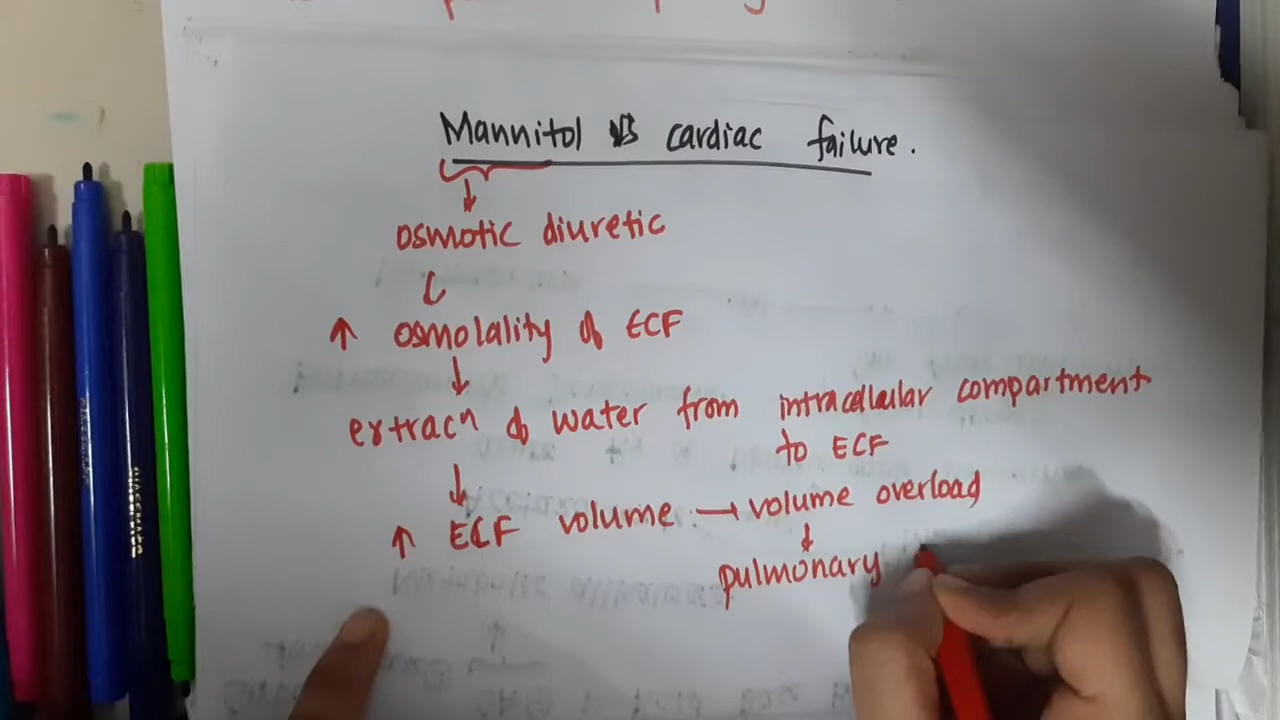 Mannitol vs cardiac failure.
osmotic diuretic
↑ osmolality of ECF
extracn of water from intracellular compartment
to ECF
↑ ECF volume → volume overload
pulmonary